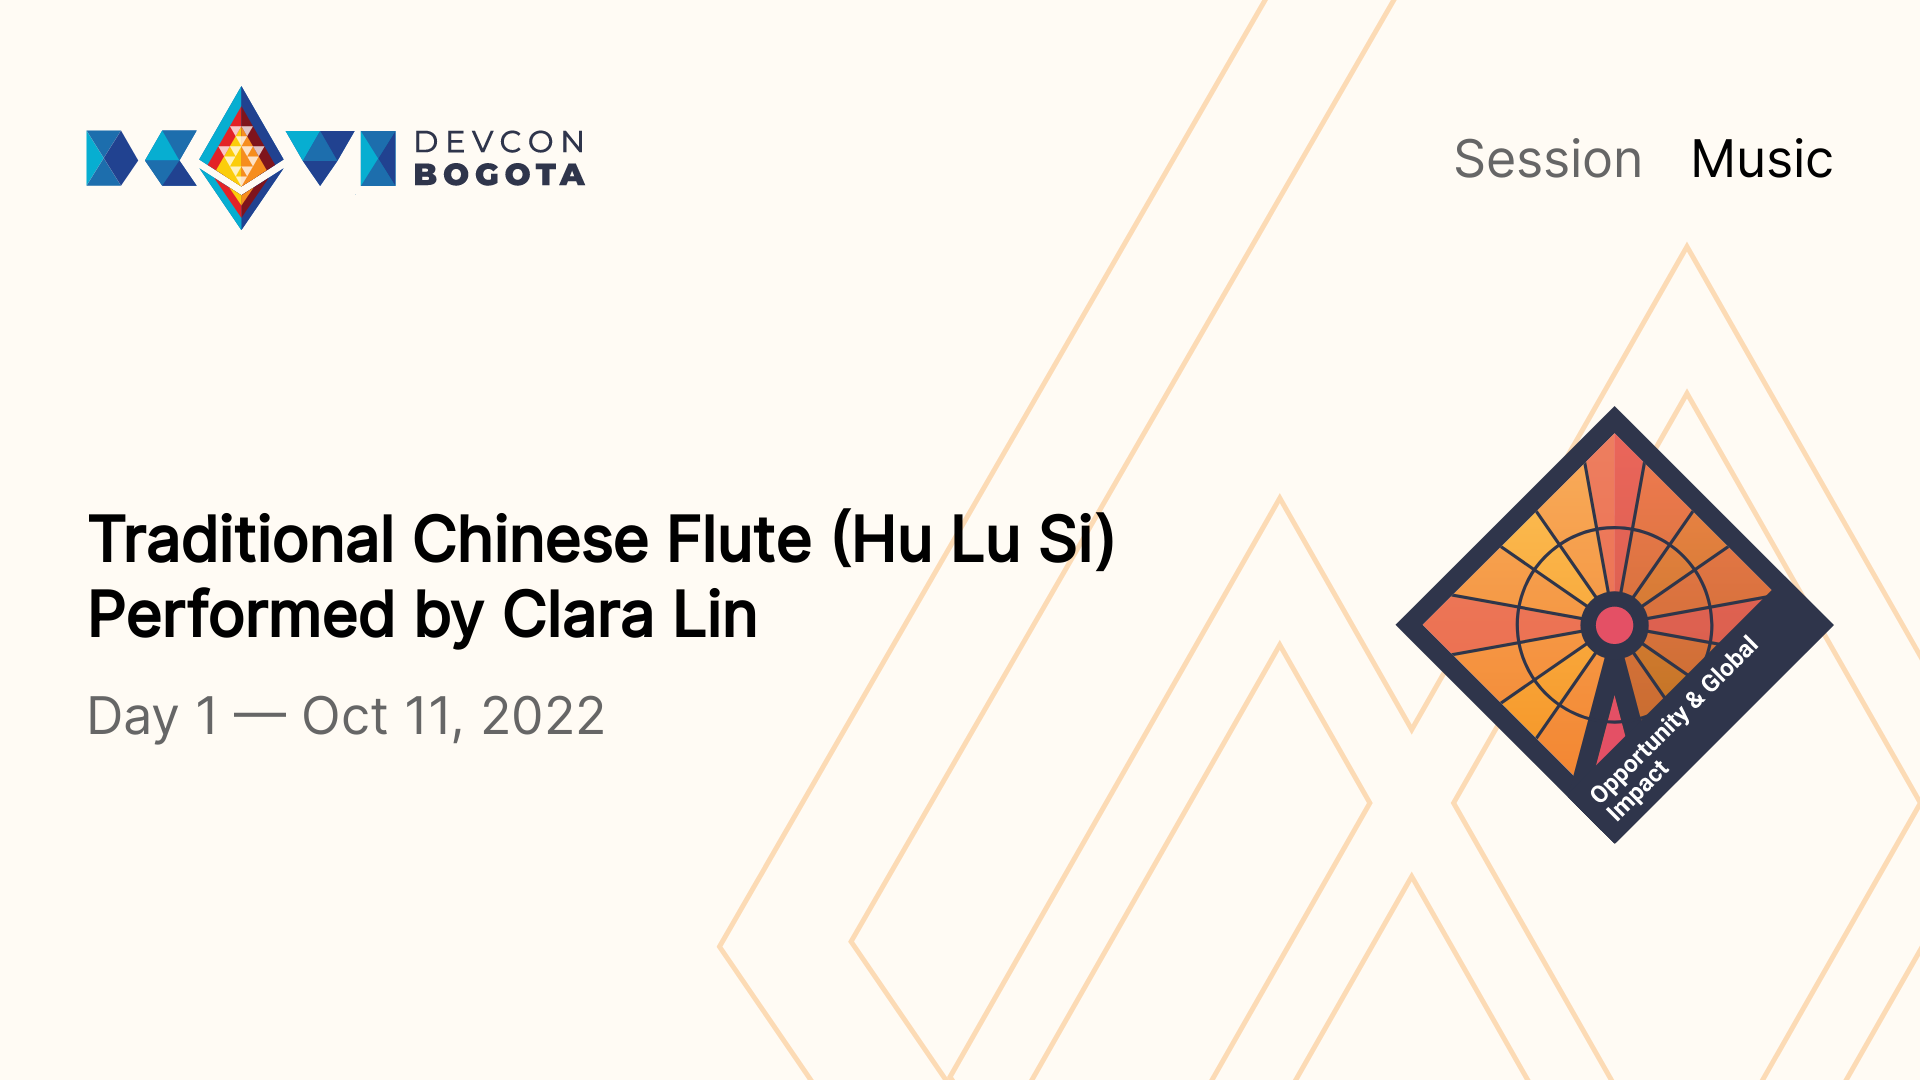 DEVCON
BOGOTA
Session Music
Traditional Chinese Flute (Hu Lu Si)
Performed by Clara Lin
Day 1 — Oct 11, 2022
Opportunity & Global
Impact